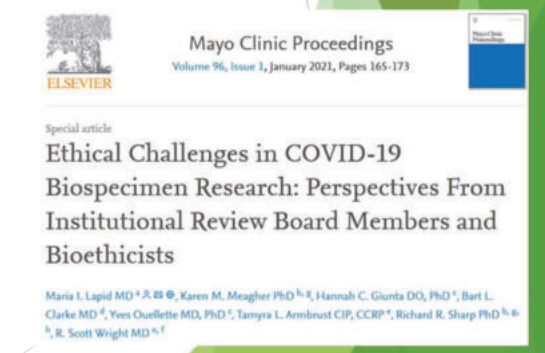 ELSEVIER
Mayo Clinic Proceedings
Volume 96, Issue 1, January 2021, Pages 165-173
Mayo Clinic
Proceedings
Special article
Ethical Challenges in COVID-19
Biospecimen Research: Perspectives From
Institutional Review Board Members and
Bioethicists
Maria I. Lapid MD ᵃ, Karen M. Meagher PhD ᵇ, ᵍ, Hannah C. Giunta DO, PhD ᶜ, Bart L.
Clarke MD ᵈ, Yves Ouellette MD, PhD ᶜ, Tamyra L. Armbrust CIP, CCRP ᵉ, Richard R. Sharp PhD ᵇ, ᵍ,
ʰ, R. Scott Wright MD ᵉ, ᶠ